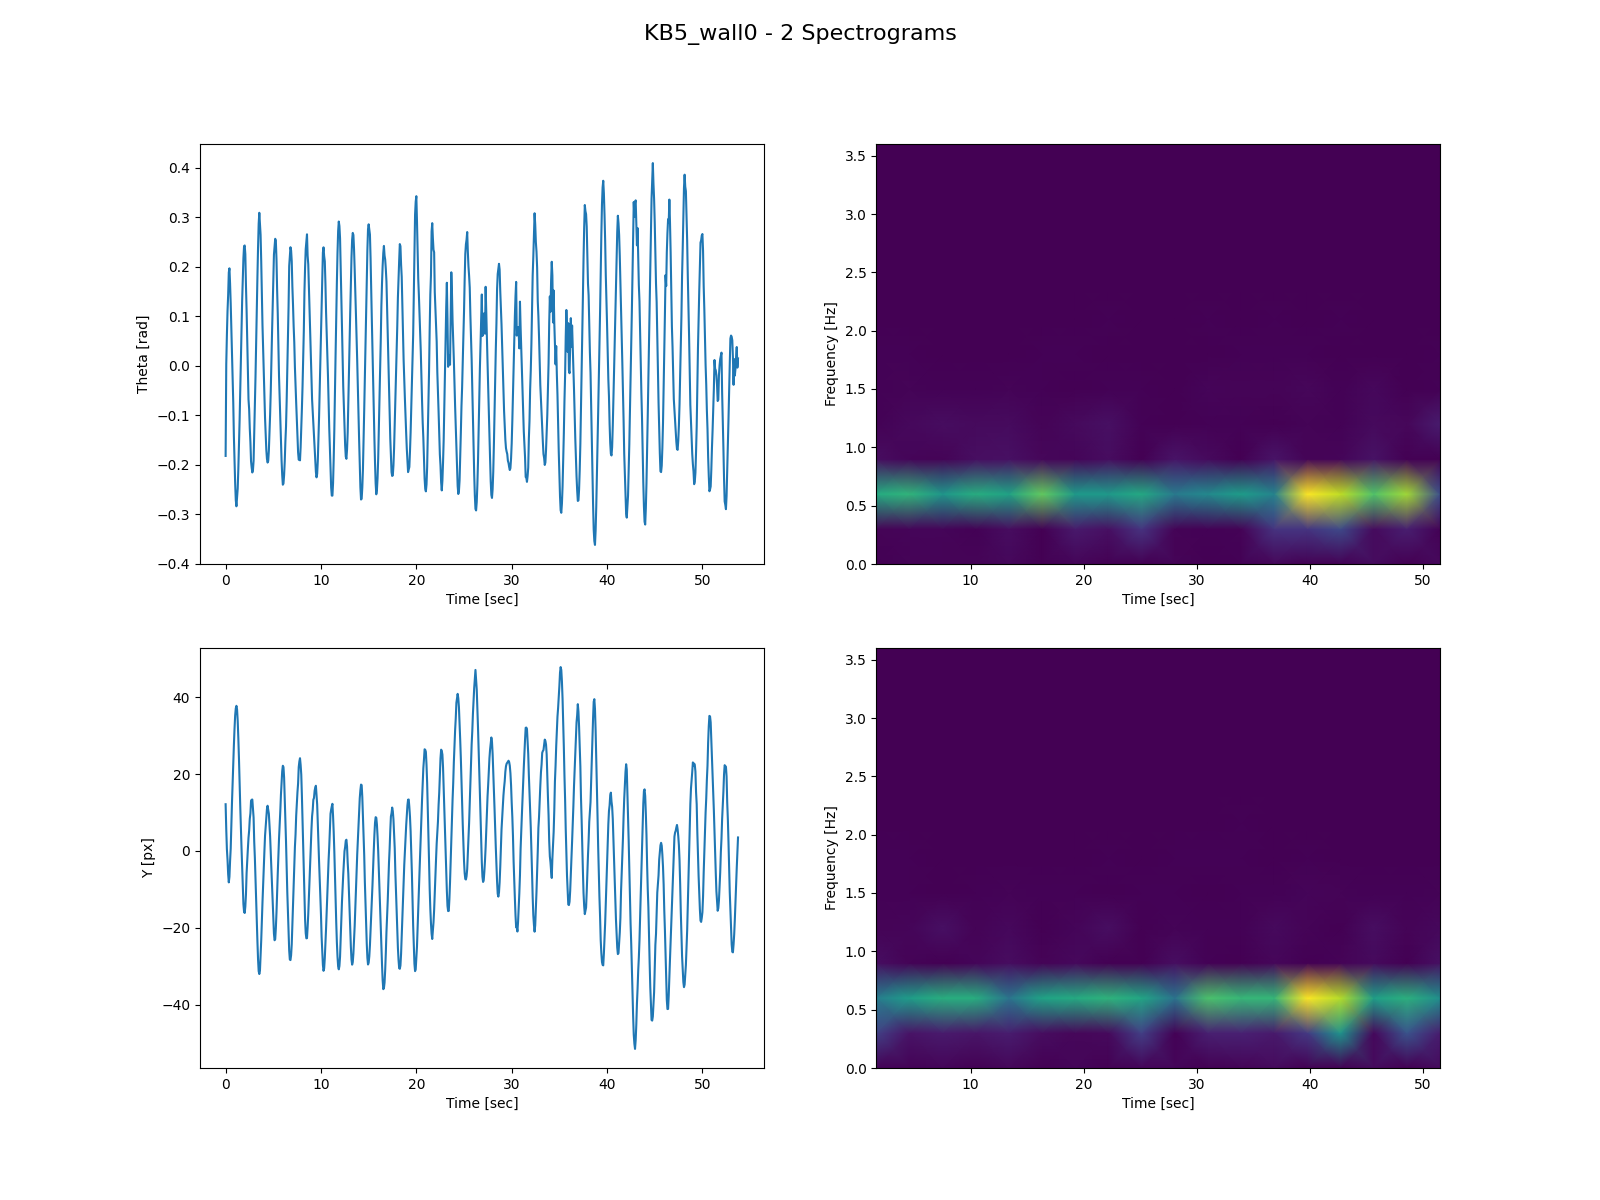 KB5_wall0 - 2 Spectrograms
0.4
0.3
0.2
0.1
0.0
−0.1
−0.2
−0.3
−0.4
Theta [rad]
0 10 20 30 40 50
Time [sec]
3.5
3.0
2.5
2.0
1.5
1.0
0.5
0.0
Frequency [Hz]
10 20 30 40 50
Time [sec]
40
20
0
−20
−40
Y [px]
0 10 20 30 40 50
Time [sec]
3.5
3.0
2.5
2.0
1.5
1.0
0.5
0.0
Frequency [Hz]
10 20 30 40 50
Time [sec]